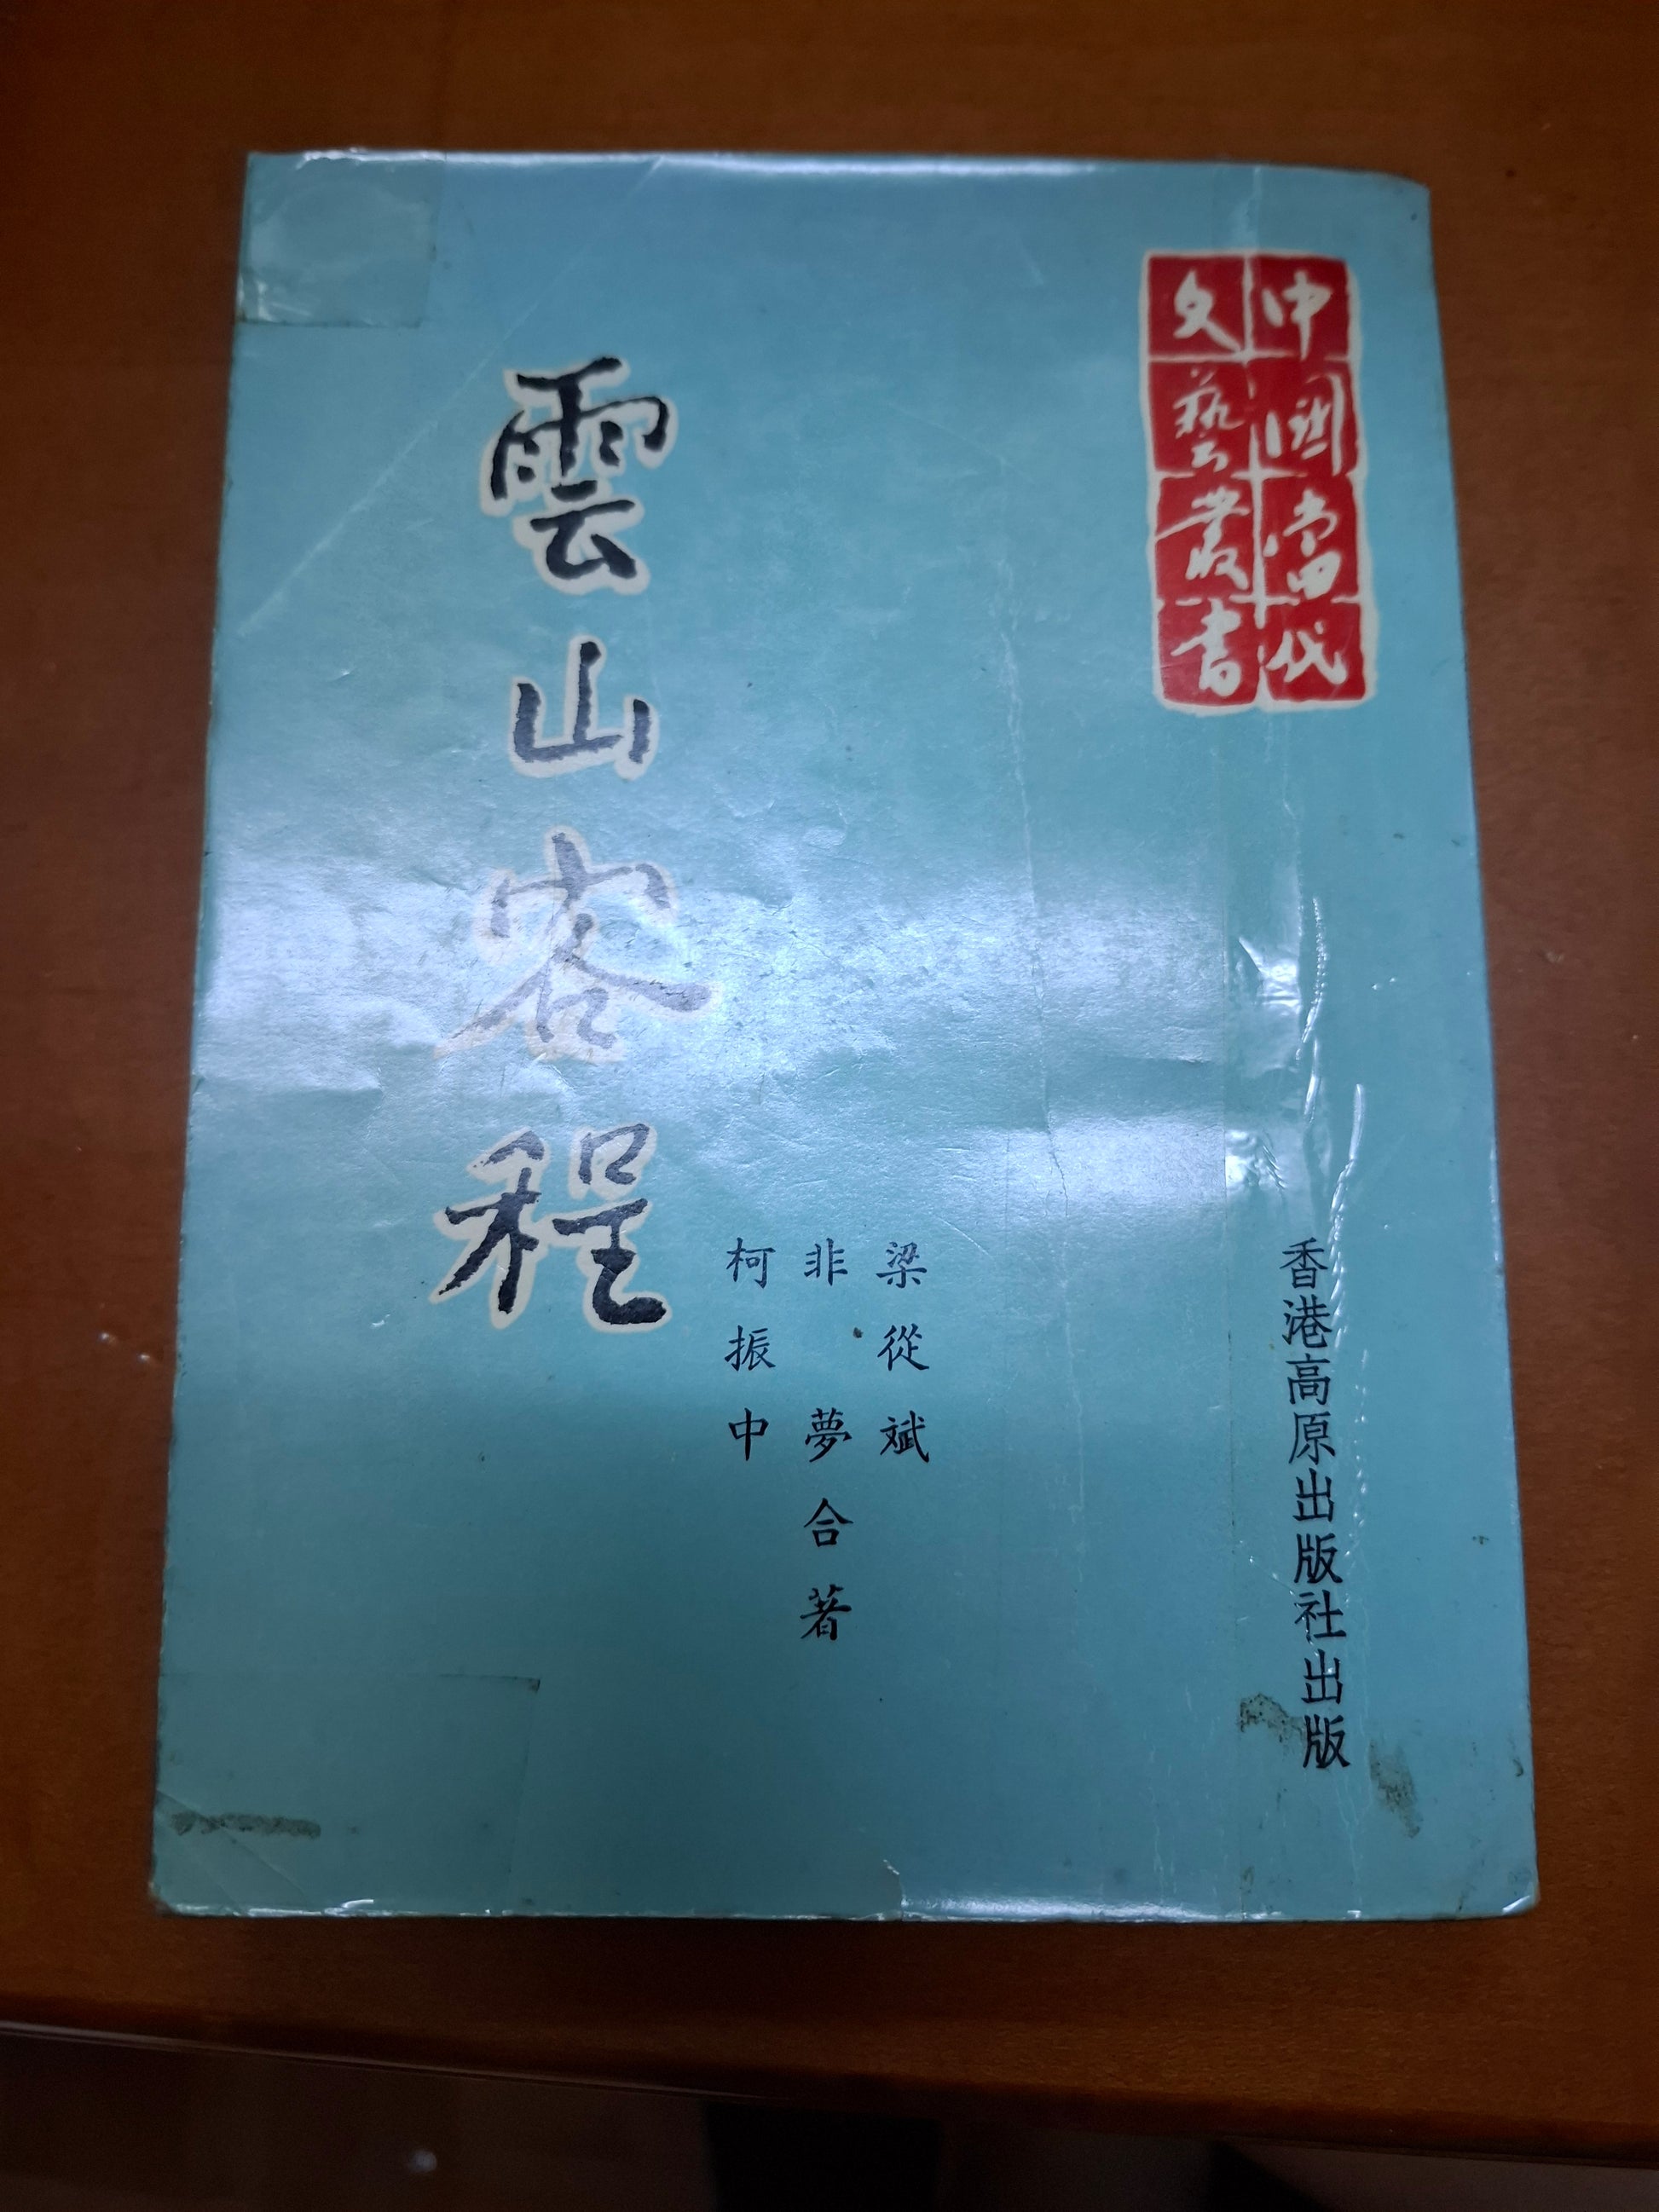 中國當代
文藝叢書
香港高原出版社出版
梁從斌
非夢合著
柯振中
雲山客程